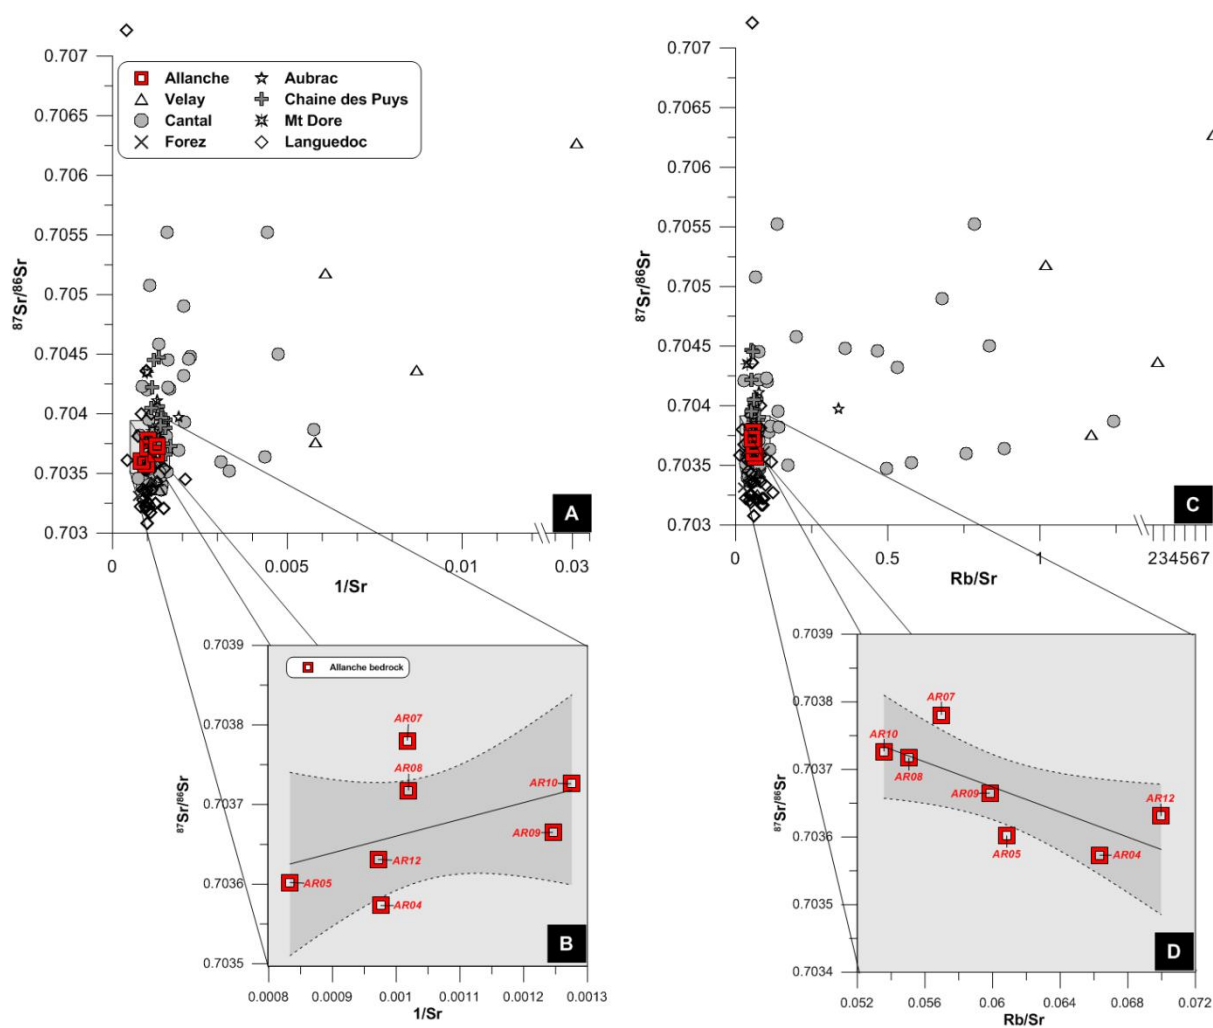 0.707
0.7065
0.706
0.7055
0.705
0.7045
0.704
0.7035
0.703
⁸⁷Sr/⁸⁶Sr
Allanche
Velay
Cantal
Forez
Aubrac
Chaine des Puys
Mt Dore
Languedoc
A
0 0.005 0.01 0.03
1/Sr
0.707
0.7065
0.706
0.7055
0.705
0.7045
0.704
0.7035
0.703
⁸⁷Sr/⁸⁶Sr
C
0 0.5 1 234567
Rb/Sr
0.7039
0.7038
0.7037
0.7036
0.7035
⁸⁷Sr/⁸⁶Sr
Allanche bedrock
AR07
AR08
AR10
AR09
AR12
AR05
AR04
B
0.0008 0.0009 0.001 0.0011 0.0012 0.0013
1/Sr
0.7039
0.7038
0.7037
0.7036
0.7035
0.7034
⁸⁷Sr/⁸⁶Sr
AR07
AR10
AR08
AR09
AR12
AR05
AR04
D
0.052 0.056 0.06 0.064 0.068 0.072
Rb/Sr